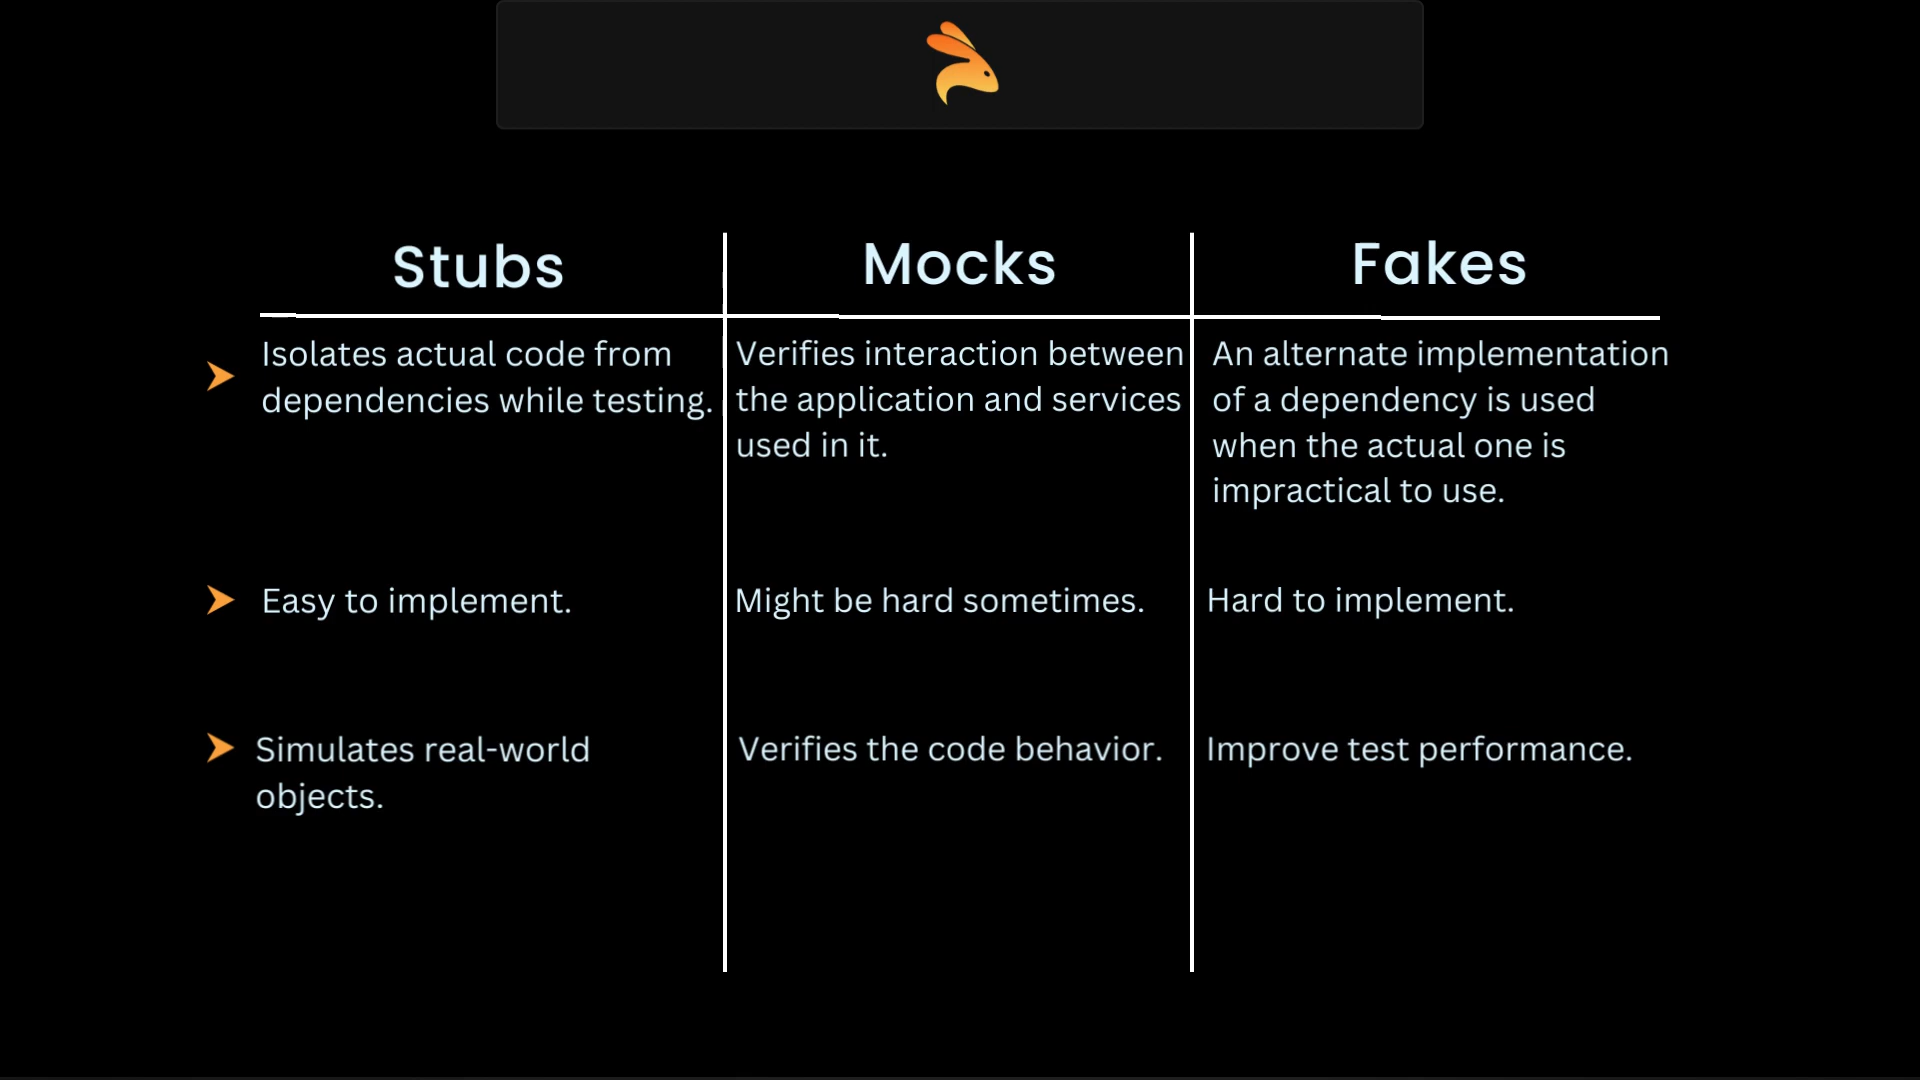 Stubs
Mocks
Fakes
Isolates actual code from
dependencies while testing.
Verifies interaction between
the application and services
used in it.
An alternate implementation
of a dependency is used
when the actual one is
impractical to use.
Easy to implement.
Might be hard sometimes.
Hard to implement.
Simulates real-world
objects.
Verifies the code behavior.
Improve test performance.